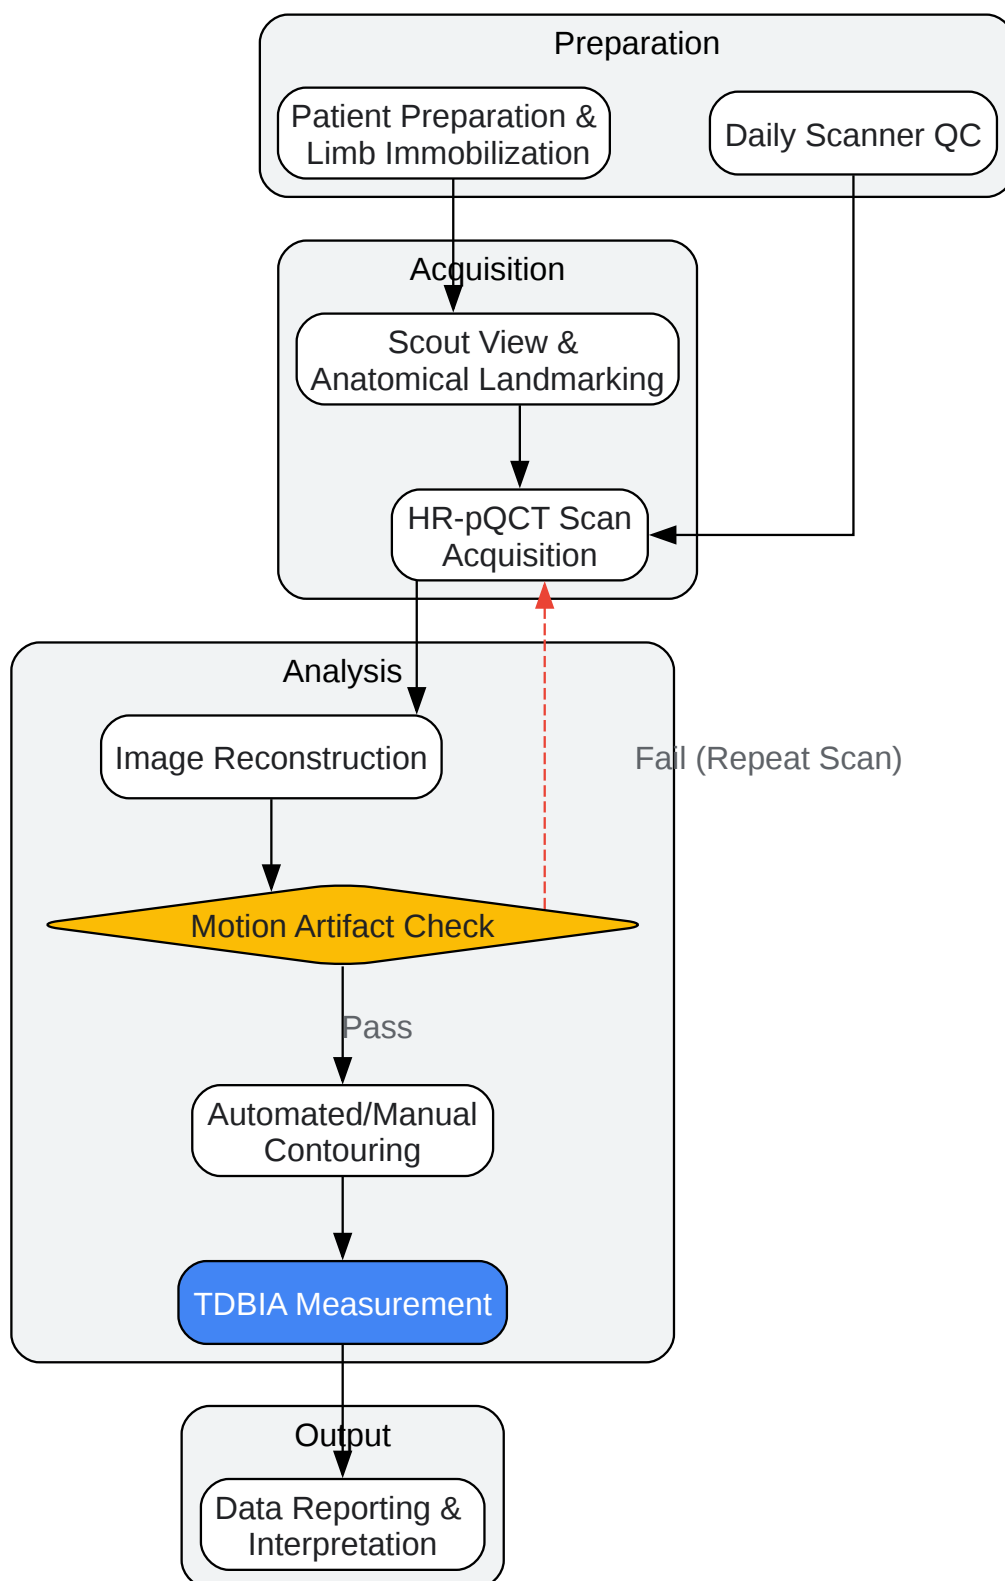 Preparation
Patient Preparation &
Limb Immobilization
Daily Scanner QC
Acquisition
Scout View &
Anatomical Landmarking
HR-pQCT Scan
Acquisition
Analysis
Image Reconstruction
Fail (Repeat Scan)
Motion Artifact Check
Pass
Automated/Manual
Contouring
TDBIA Measurement
Output
Data Reporting &
Interpretation